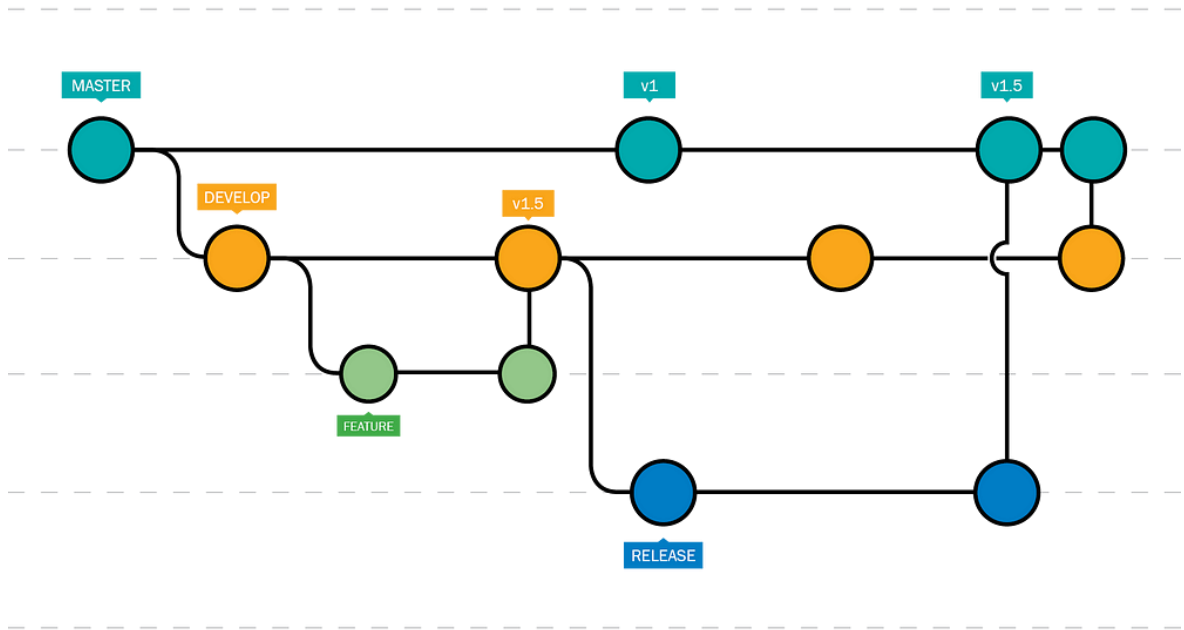 MASTER
v1
v1.5
DEVELOP
v1.5
FEATURE
RELEASE